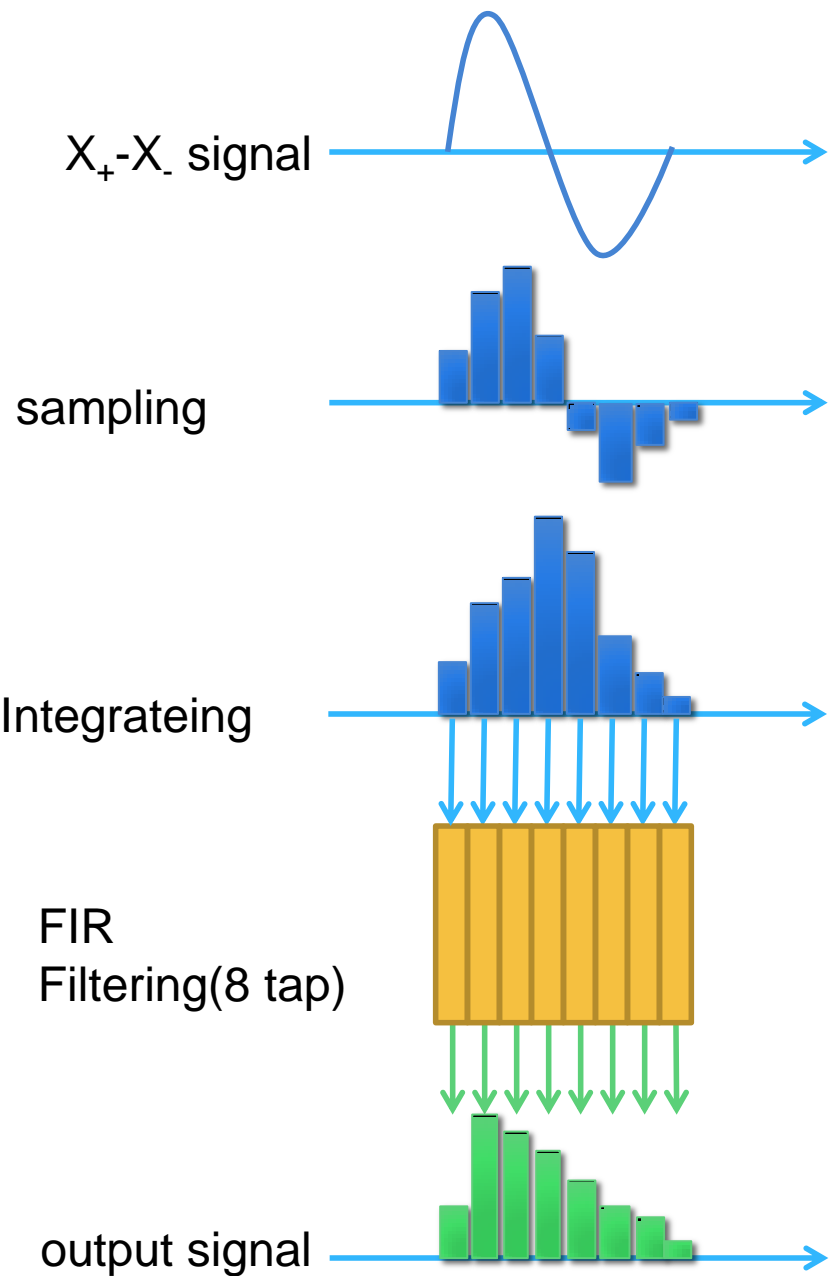 X₊-X₋ signal
sampling
Integrateing
FIR
Filtering(8 tap)
output signal